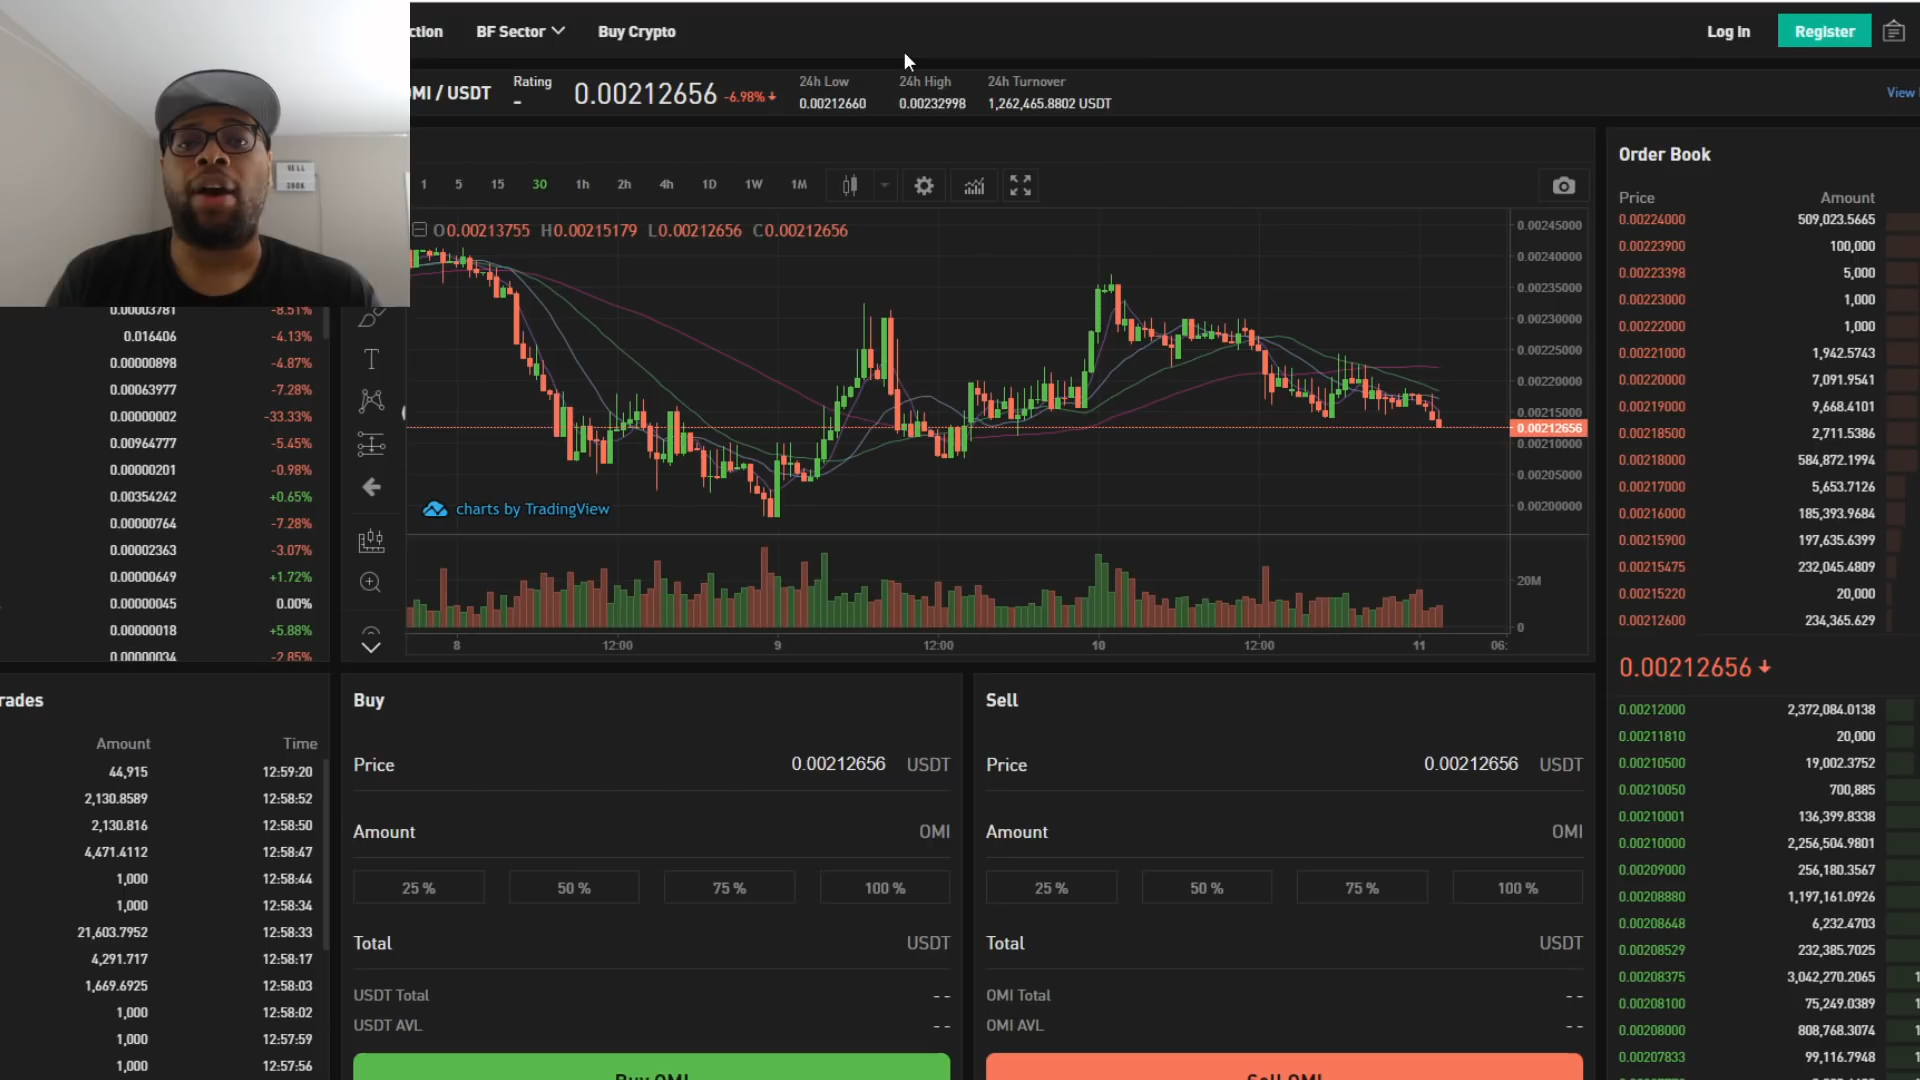 ction
BF Sector
Buy Crypto
Log In
Register
MI / USDT
Rating
-
0.00212656
-6.98%
24h Low
0.00212660
24h High
0.00232998
24h Turnover
1,262,465.8802 USDT
View
1 5 15 30 1h 2h 4h 1D 1W 1M
O0.00213755 H0.00215179 L0.00212656 C0.00212656
0.00245000
0.00240000
0.00235000
0.00230000
0.00225000
0.00220000
0.00215000
0.00212656
0.00210000
0.00205000
0.00200000
charts by TradingView
20M
0
8 12:00 9 12:00 10 12:00 11 06:
0.00003781 -8.51%
0.016406 -4.13%
0.00000898 -4.87%
0.00063977 -7.28%
0.00000002 -33.33%
0.00964777 -5.45%
0.00000201 -0.98%
0.00354242 +0.65%
0.00000764 -7.28%
0.00002363 -3.07%
0.00000649 +1.72%
0.00000045 0.00%
0.00000018 +5.88%
0.00000034 -2.85%
rades
Amount Time
44,915 12:59:20
2,130.8589 12:58:52
2,130.816 12:58:50
4,471.4112 12:58:47
1,000 12:58:44
1,000 12:58:34
21,603.7952 12:58:33
4,291.717 12:58:17
1,669.6925 12:58:03
1,000 12:58:02
1,000 12:57:59
1,000 12:57:56
Buy
Price 0.00212656 USDT
Amount OMI
25 % 50 % 75 % 100 %
Total USDT
USDT Total --
USDT AVL --
Buy OMI
Sell
Price 0.00212656 USDT
Amount OMI
25 % 50 % 75 % 100 %
Total USDT
OMI Total --
OMI AVL --
Sell OMI
Order Book
Price Amount
0.00224000 509,023.5665
0.00223900 100,000
0.00223398 5,000
0.00223000 1,000
0.00222000 1,000
0.00221000 1,942.5743
0.00220000 7,091.9541
0.00219000 9,668.4101
0.00218500 2,711.5386
0.00218000 584,872.1994
0.00217000 5,653.7126
0.00216000 185,393.9684
0.00215900 197,635.6399
0.00215475 232,045.4809
0.00215220 20,000
0.00212600 234,365.629
0.00212656
0.00212000 2,372,084.0138
0.00211810 20,000
0.00210500 19,002.3752
0.00210050 700,885
0.00210001 136,399.8338
0.00210000 2,256,504.9801
0.00209000 256,180.3567
0.00208880 1,197,161.0926
0.00208648 6,232.4703
0.00208529 232,385.7025
0.00208375 3,042,270.2065
0.00208100 75,249.0389
0.00208000 808,768.3074
0.00207833 99,116.7948